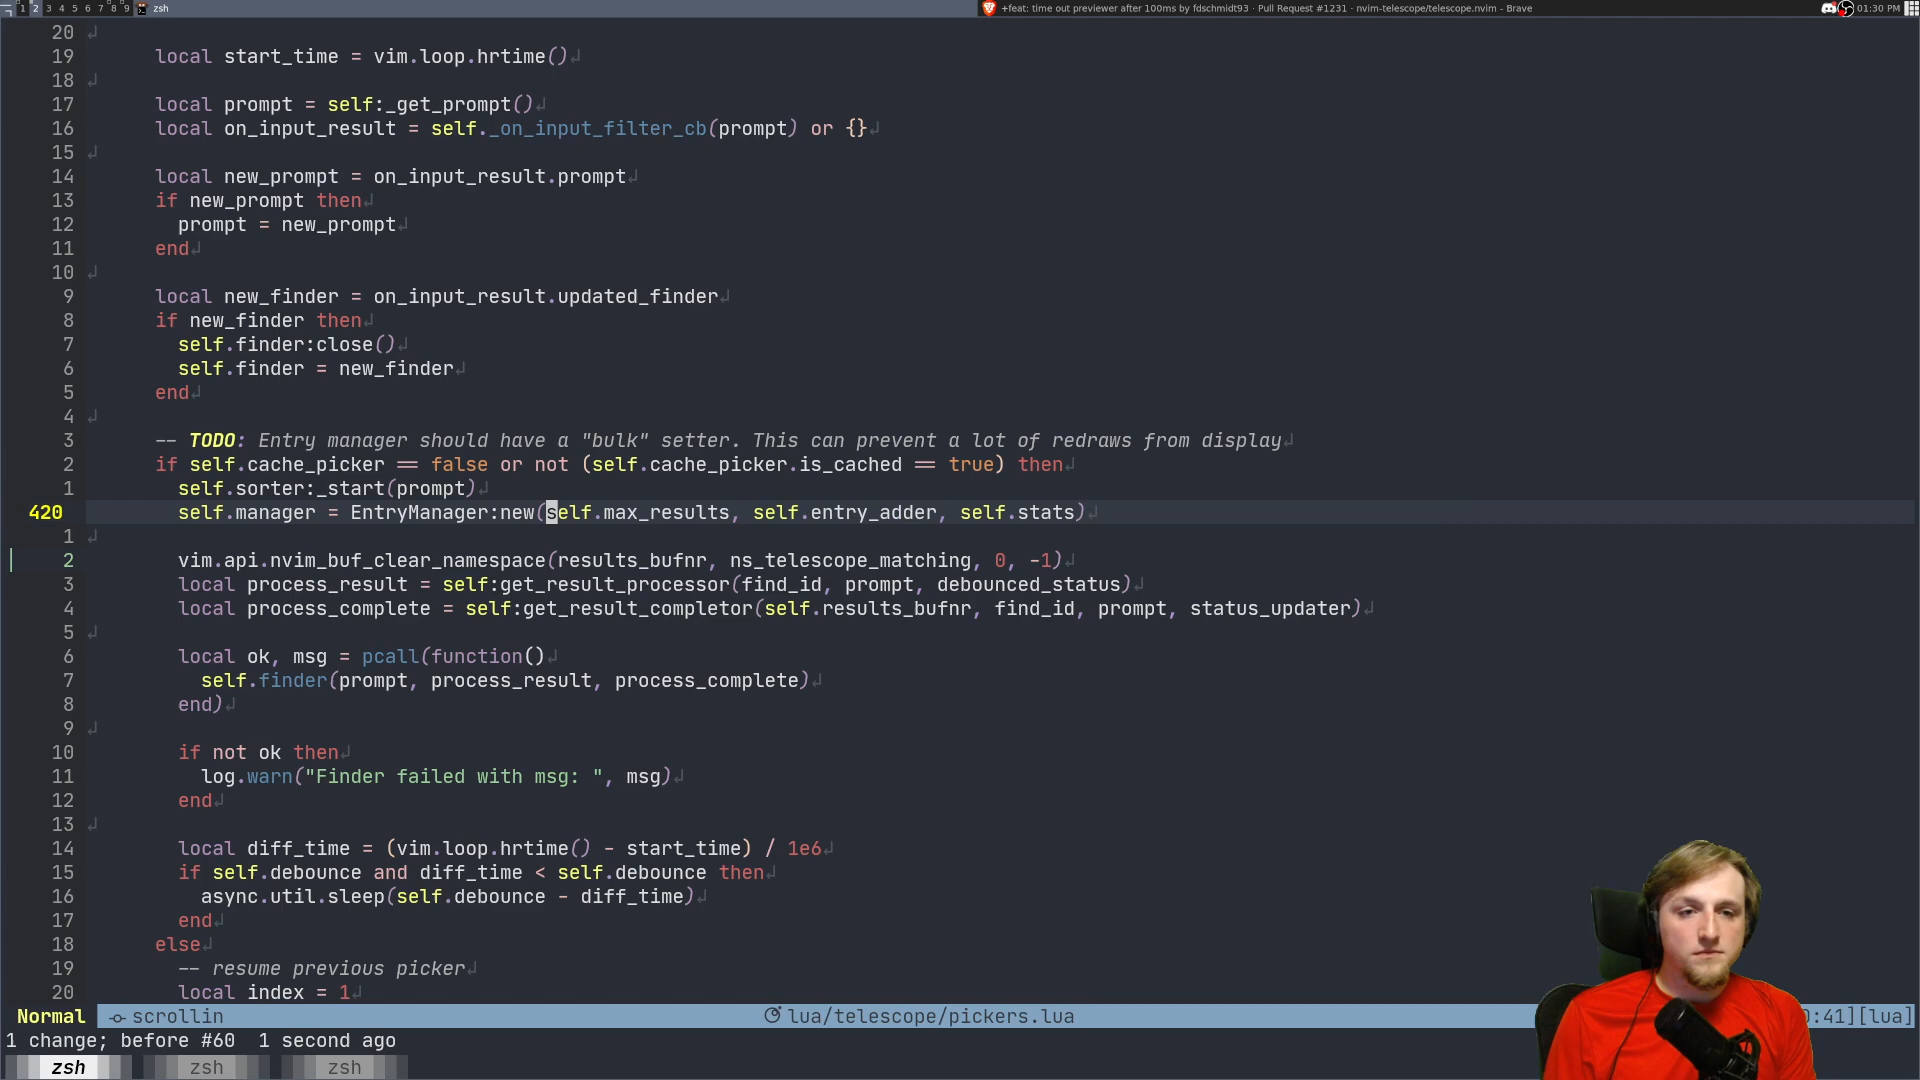 1 2 3 4 5 6 7 8 9 zsh +feat: time out previewer after 100ms by fdschmidt93 · Pull Request #1231 · nvim-telescope/telescope.nvim - Brave 01:30 PM
20 ↲
19 local start_time = vim.loop.hrtime()↲
18 ↲
17 local prompt = self:_get_prompt()↲
16 local on_input_result = self._on_input_filter_cb(prompt) or {}↲
15 ↲
14 local new_prompt = on_input_result.prompt↲
13 if new_prompt then↲
12 prompt = new_prompt↲
11 end↲
10 ↲
9 local new_finder = on_input_result.updated_finder↲
8 if new_finder then↲
7 self.finder:close()↲
6 self.finder = new_finder↲
5 end↲
4 ↲
3 -- TODO: Entry manager should have a "bulk" setter. This can prevent a lot of redraws from display↲
2 if self.cache_picker == false or not (self.cache_picker.is_cached == true) then↲
1 self.sorter:_start(prompt)↲
420 self.manager = EntryManager:new(self.max_results, self.entry_adder, self.stats)↲
1 ↲
2 vim.api.nvim_buf_clear_namespace(results_bufnr, ns_telescope_matching, 0, -1)↲
3 local process_result = self:get_result_processor(find_id, prompt, debounced_status)↲
4 local process_complete = self:get_result_completor(self.results_bufnr, find_id, prompt, status_updater)↲
5 ↲
6 local ok, msg = pcall(function()↲
7 self.finder(prompt, process_result, process_complete)↲
8 end)↲
9 ↲
10 if not ok then↲
11 log.warn("Finder failed with msg: ", msg)↲
12 end↲
13 ↲
14 local diff_time = (vim.loop.hrtime() - start_time) / 1e6↲
15 if self.debounce and diff_time < self.debounce then↲
16 async.util.sleep(self.debounce - diff_time)↲
17 end↲
18 else↲
19 -- resume previous picker↲
20 local index = 1↲
Normal scrollin lua/telescope/pickers.lua :41][lua]
1 change; before #60 1 second ago
zsh zsh zsh